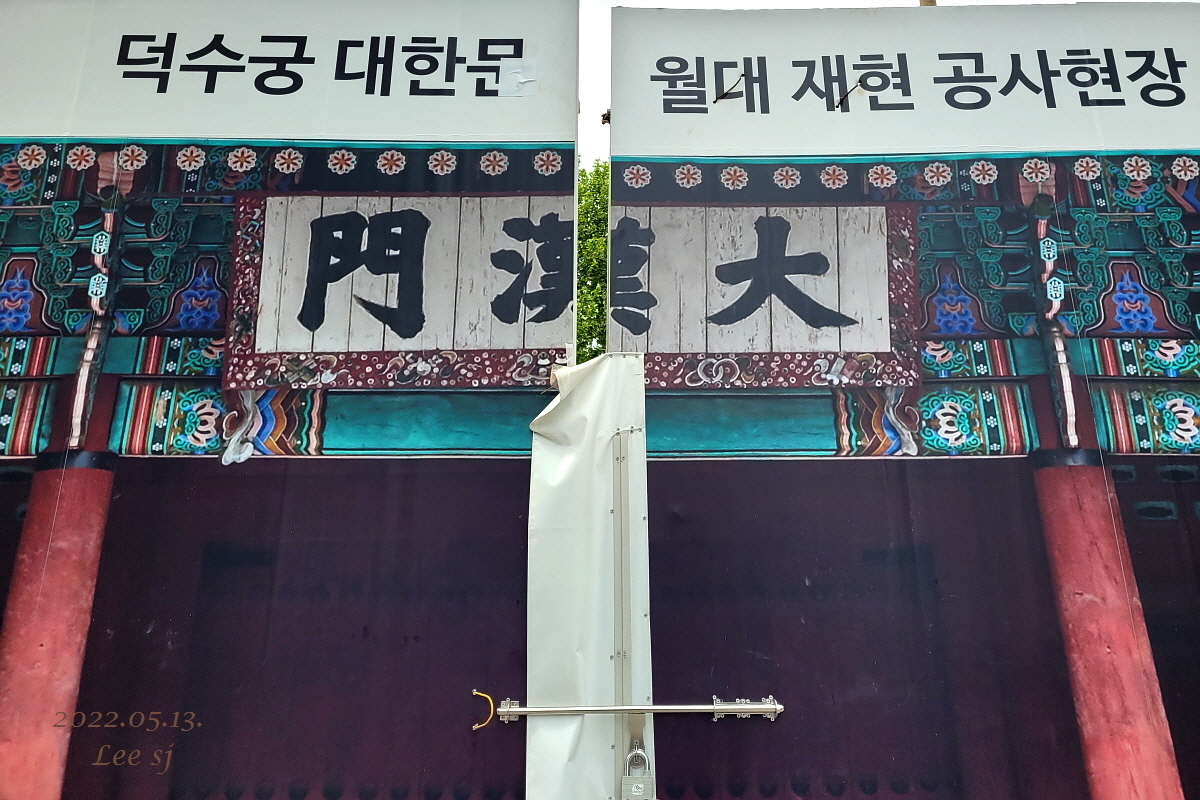 덕수궁 대한문 월대 재현 공사현장
門漢大
2022.05.13.
Lee sj